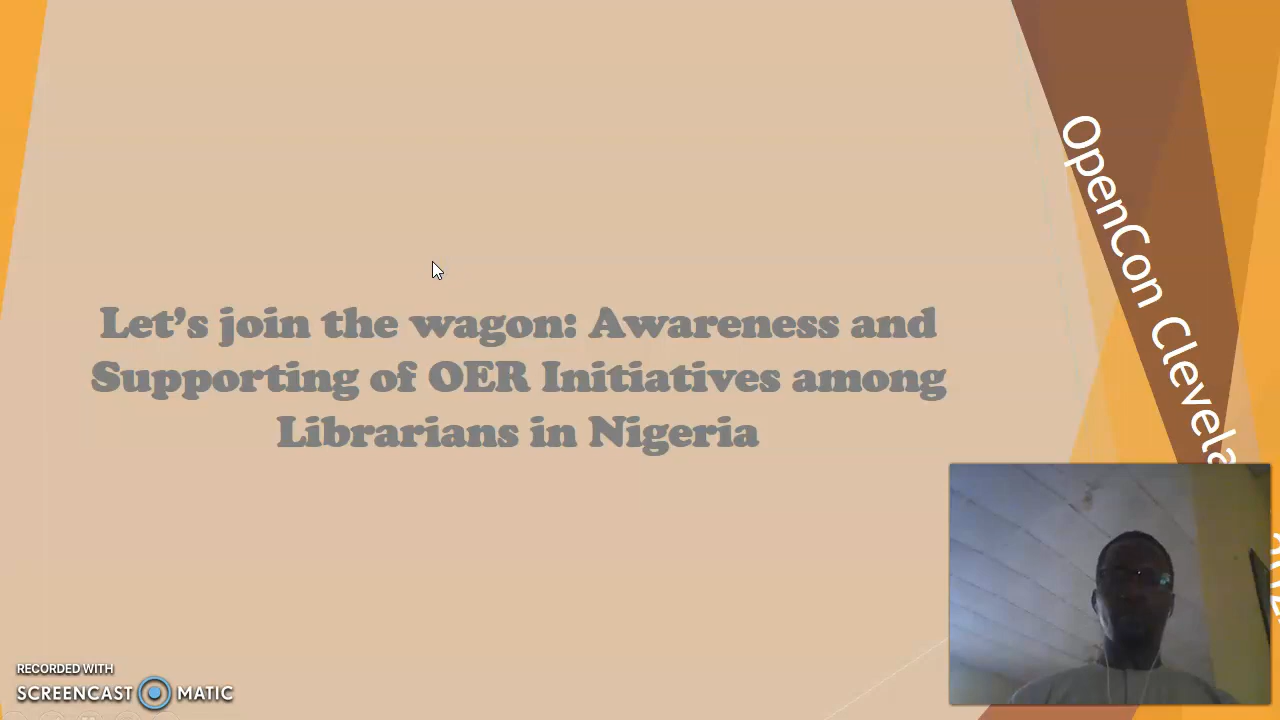 Let's join the wagon: Awareness and
Supporting of OER Initiatives among
Librarians in Nigeria
OpenCon
RECORDED WITH
SCREENCAST MATIC